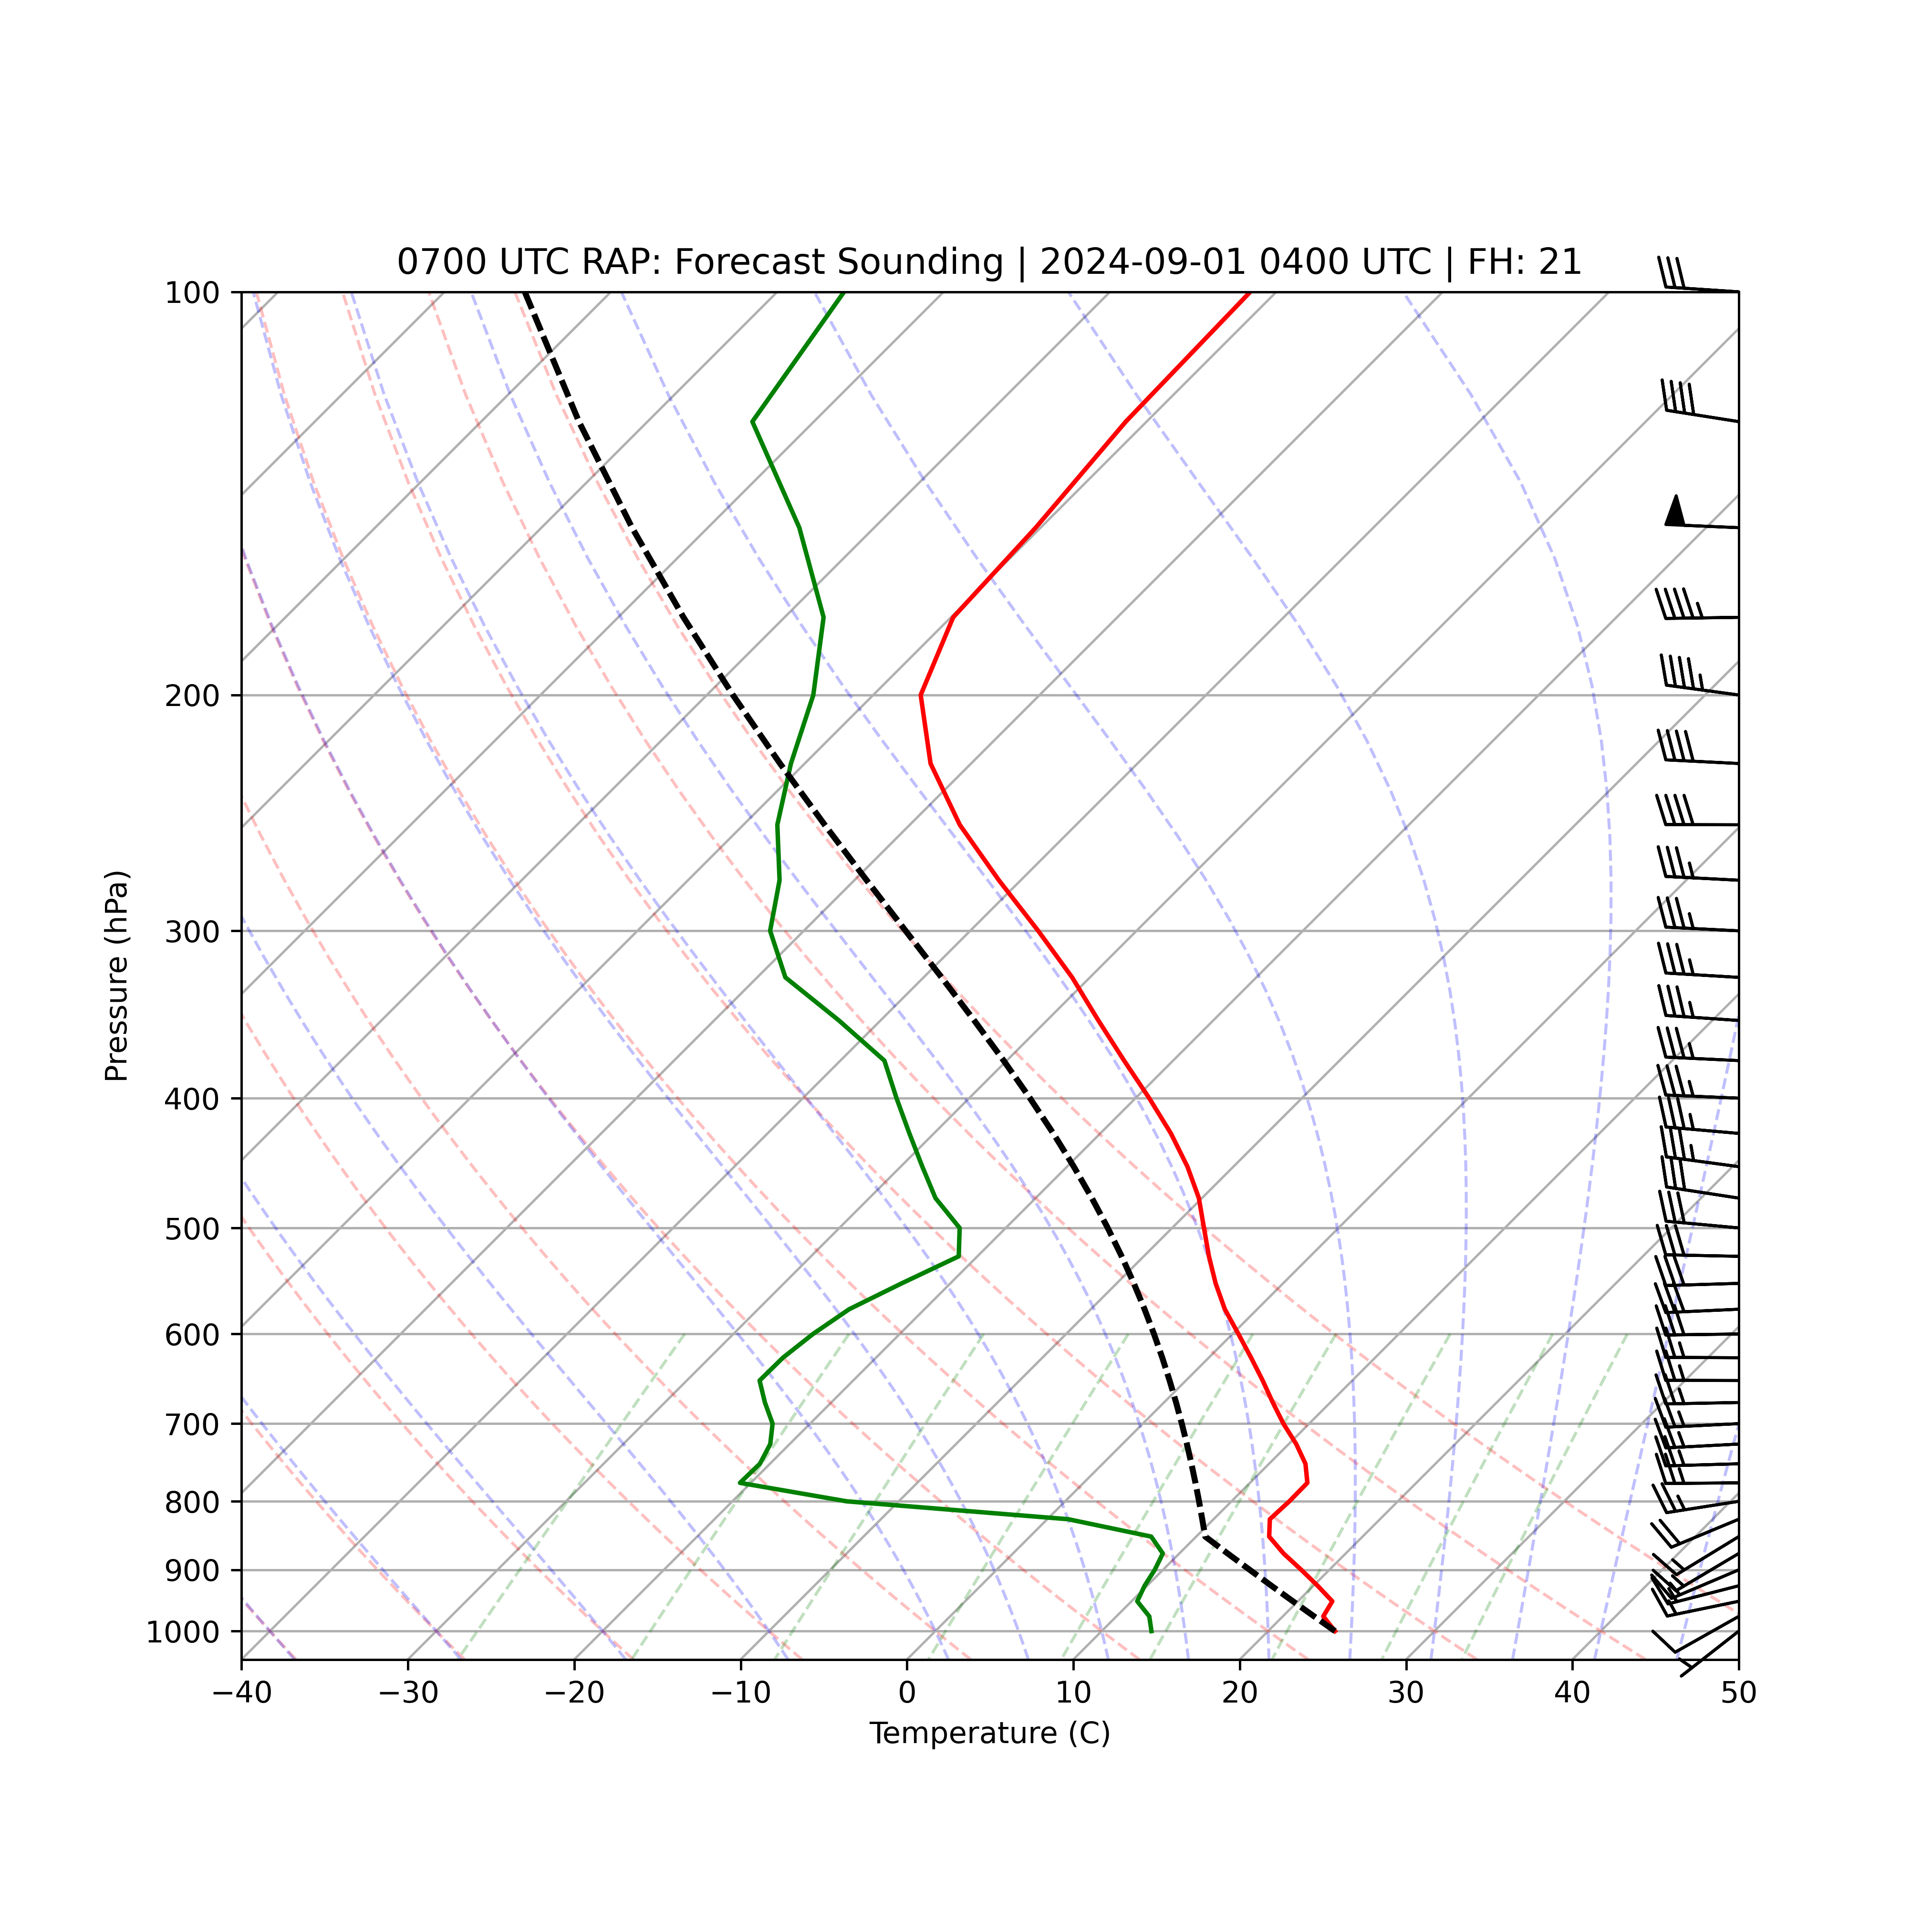 0700 UTC RAP: Forecast Sounding | 2024-09-01 0400 UTC | FH: 21
100
200
300
400
500
600
700
800
900
1000
Pressure (hPa)
−40 −30 −20 −10 0 10 20 30 40 50
Temperature (C)